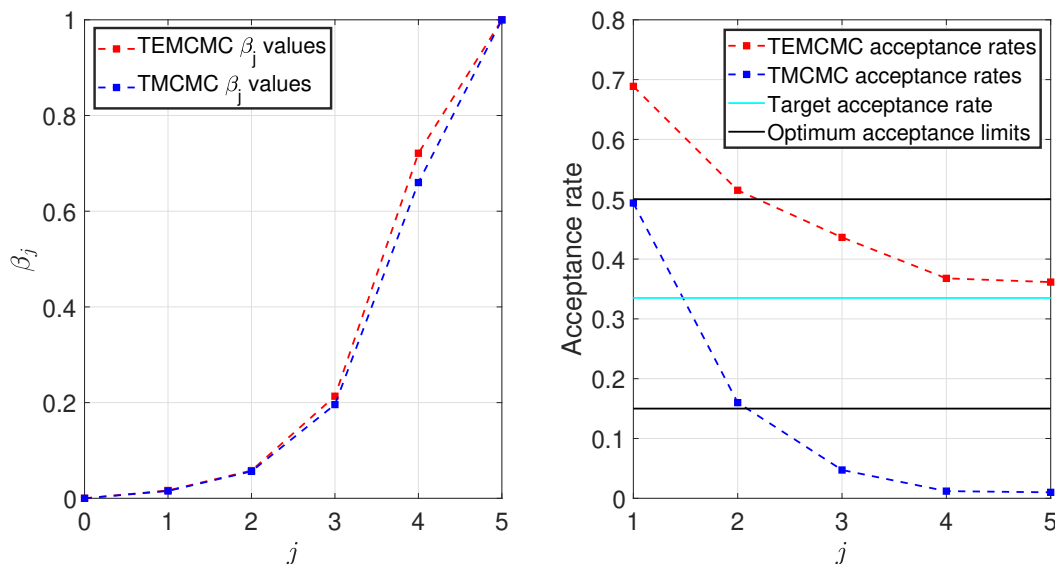 TEMCMC βj values
TMCMC βj values
1
0.8
0.6
0.4
0.2
0
βj
0 1 2 3 4 5
j
TEMCMC acceptance rates
TMCMC acceptance rates
Target acceptance rate
Optimum acceptance limits
0.8
0.7
0.6
0.5
0.4
0.3
0.2
0.1
0
Acceptance rate
1 2 3 4 5
j